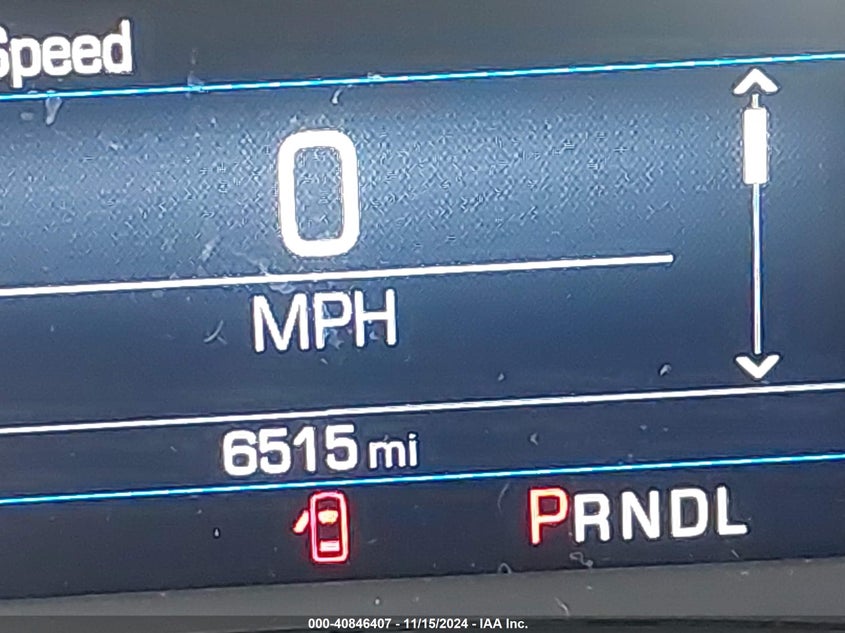 Speed
0
MPH
6515 mi
PRNDL
000-40846407 - 11/15/2024 - IAA Inc.